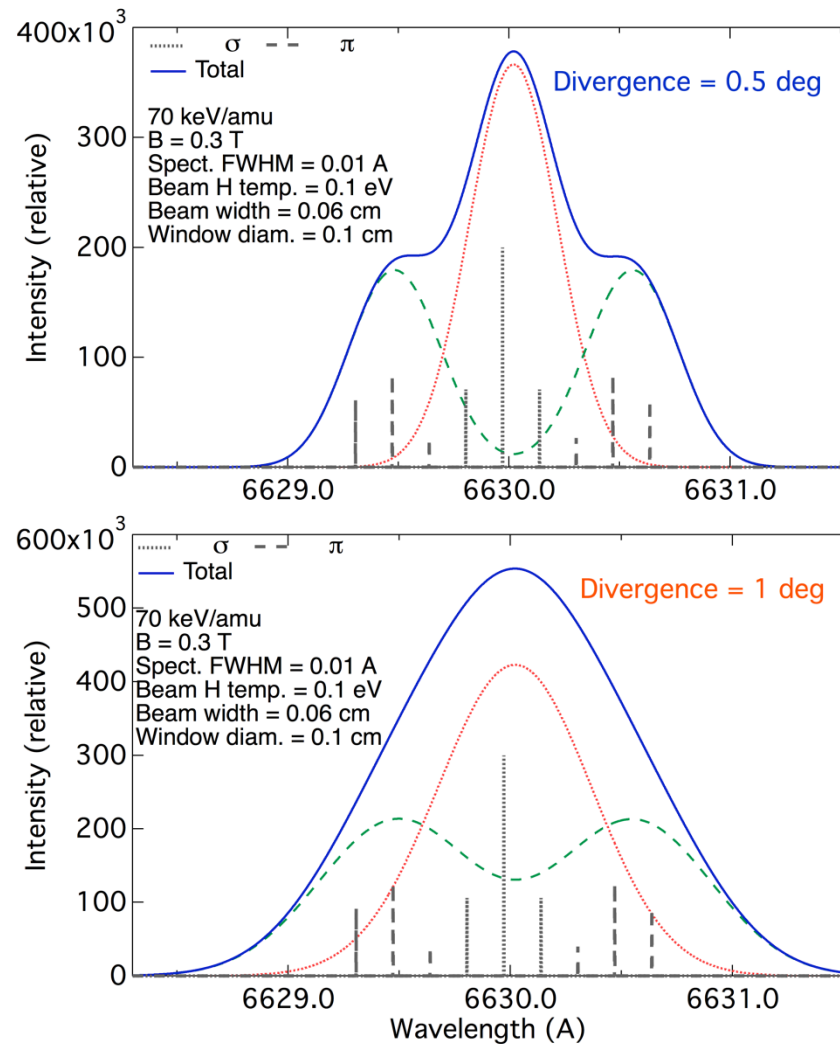 400x10³
300
200
100
0
Intensity (relative)
σ π
Total
Divergence = 0.5 deg
70 keV/amu
B = 0.3 T
Spect. FWHM = 0.01 A
Beam H temp. = 0.1 eV
Beam width = 0.06 cm
Window diam. = 0.1 cm
6629.0 6630.0 6631.0
600x10³
500
400
300
200
100
0
Intensity (relative)
σ π
Total
Divergence = 1 deg
70 keV/amu
B = 0.3 T
Spect. FWHM = 0.01 A
Beam H temp. = 0.1 eV
Beam width = 0.06 cm
Window diam. = 0.1 cm
6629.0 6630.0 6631.0
Wavelength (A)